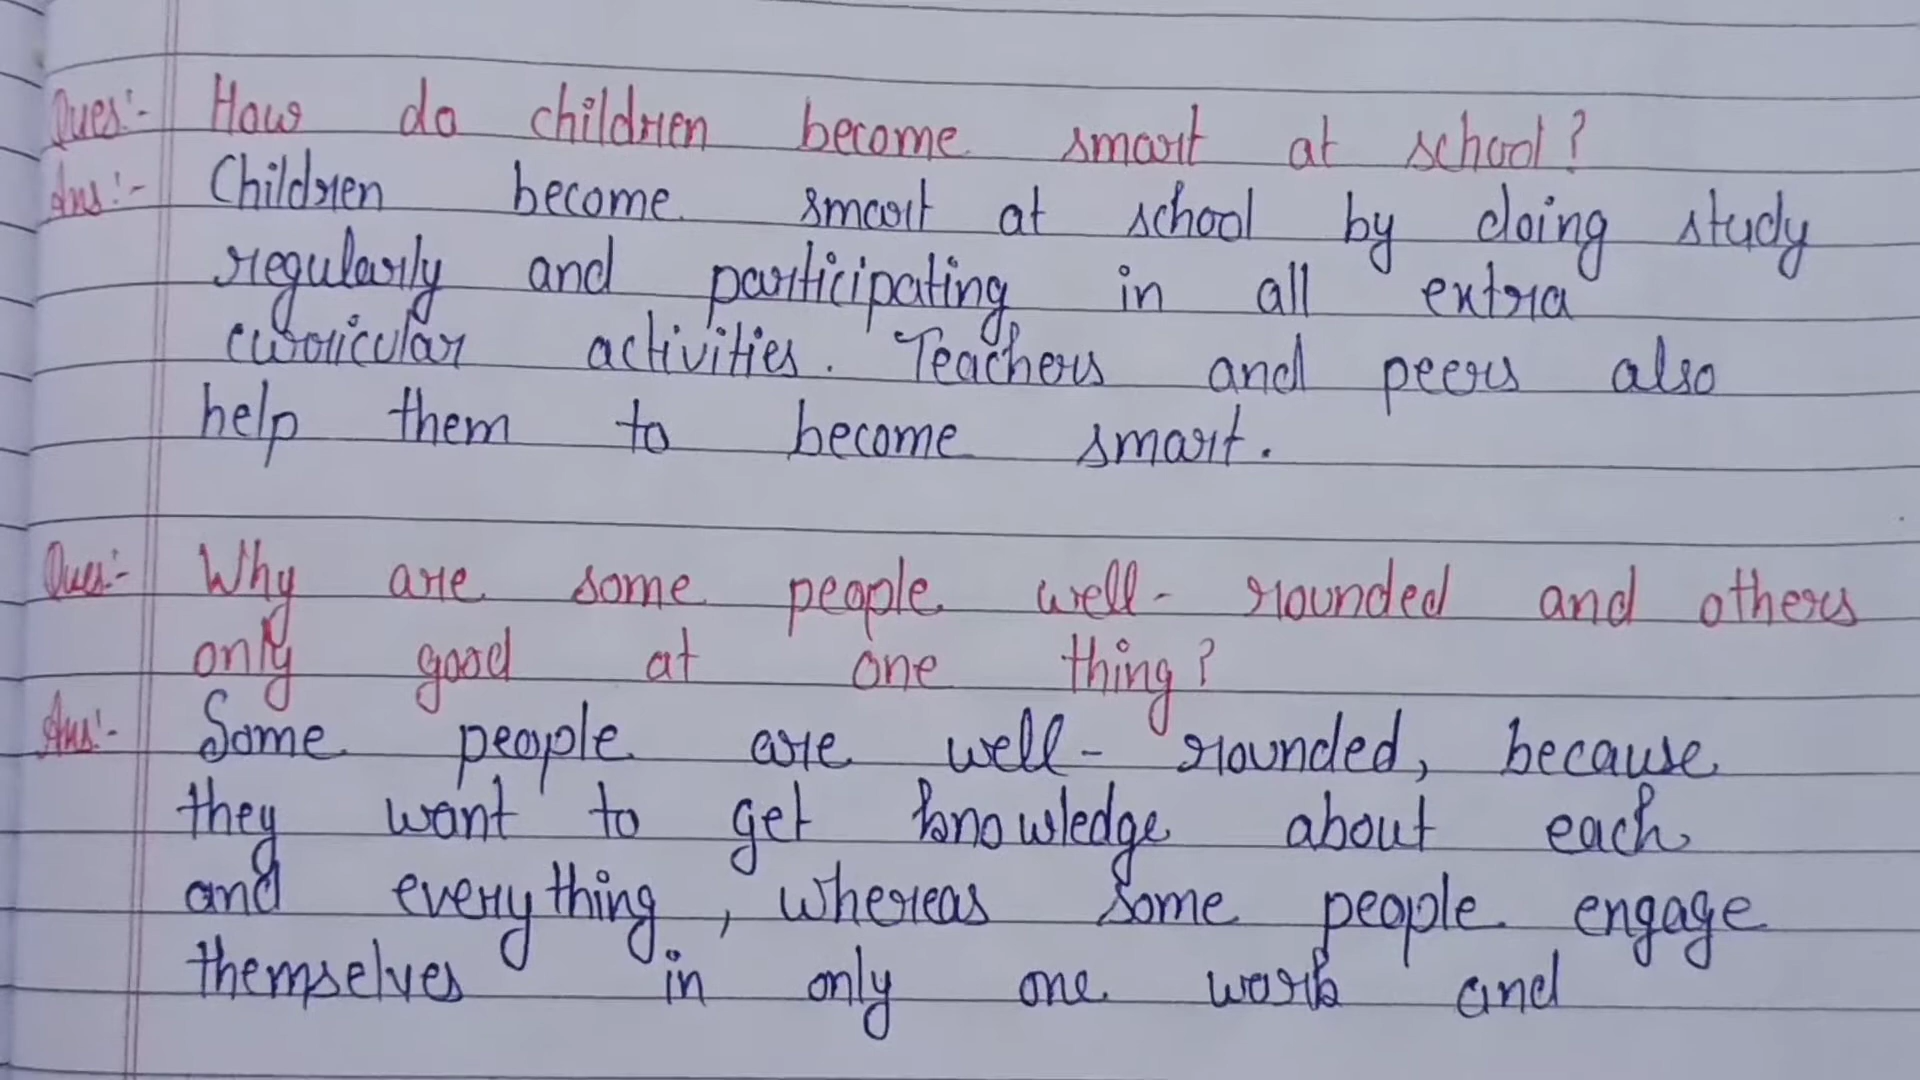 Ques:- How do children become smart at school?
Ans:- Children become smart at school by doing study
regularly and participating in all extra
curricular activities. Teachers and peers also
help them to become smart.
Ques:- Why are some people well-rounded and others
only good at one thing?
Ans:- Some people are well-rounded, because
they want to get knowledge about each
and everything, whereas some people engage
themselves in only one work and